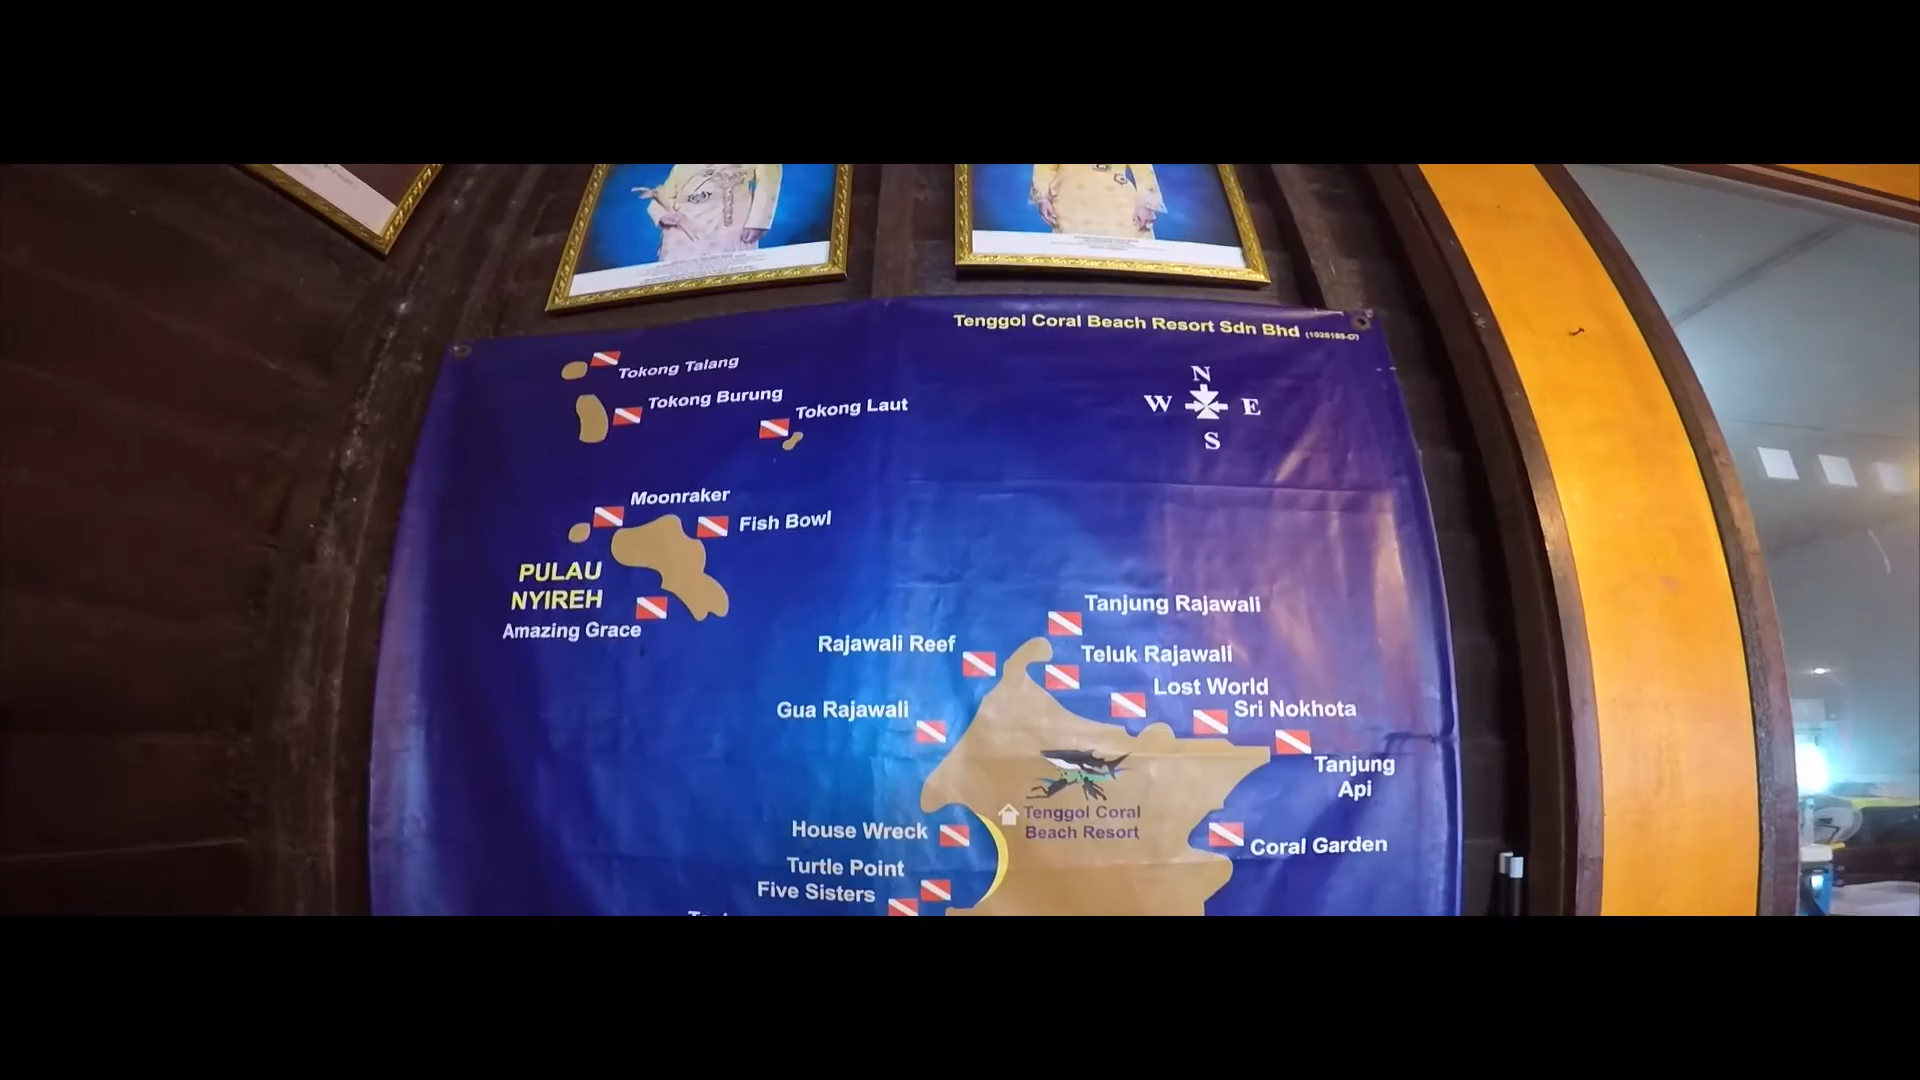 Tenggol Coral Beach Resort Sdn Bhd
Tokong Talang
Tokong Burung
Tokong Laut
N
W E
S
Moonraker
Fish Bowl
PULAU
NYIREH
Amazing Grace
Tanjung Rajawali
Rajawali Reef
Teluk Rajawali
Lost World
Gua Rajawali
Sri Nokhota
Tanjung
Api
Tenggol Coral
Beach Resort
House Wreck
Coral Garden
Turtle Point
Five Sisters